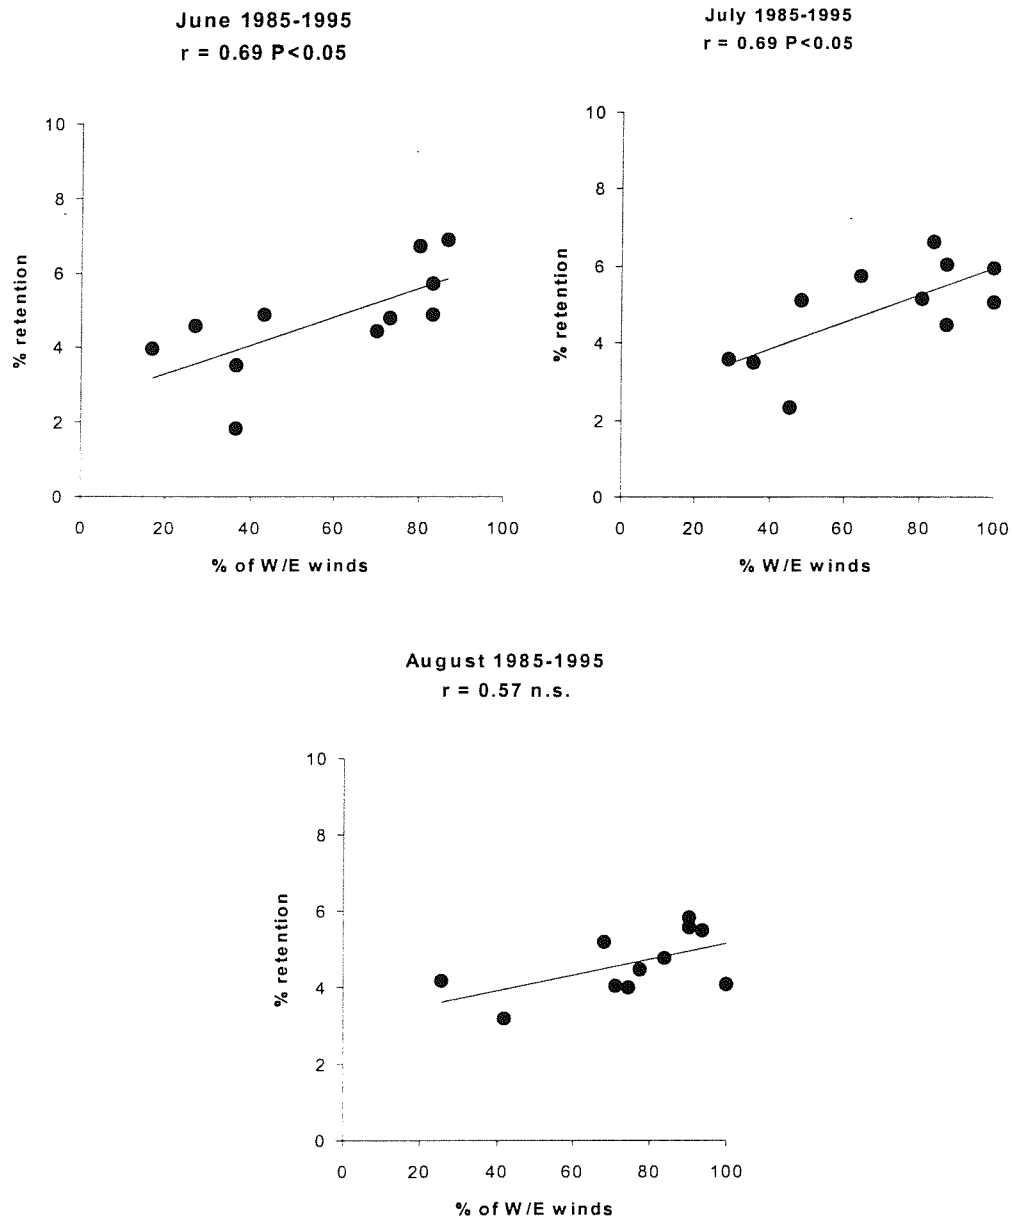 June 1985-1995
r = 0.69 P<0.05
10
8
6
4
2
0
% retention
0 20 40 60 80 100
% of W/E winds
July 1985-1995
r = 0.69 P<0.05
10
8
6
4
2
0
% retention
0 20 40 60 80 100
% W/E winds
August 1985-1995
r = 0.57 n.s.
10
8
6
4
2
0
% retention
0 20 40 60 80 100
% of W/E winds